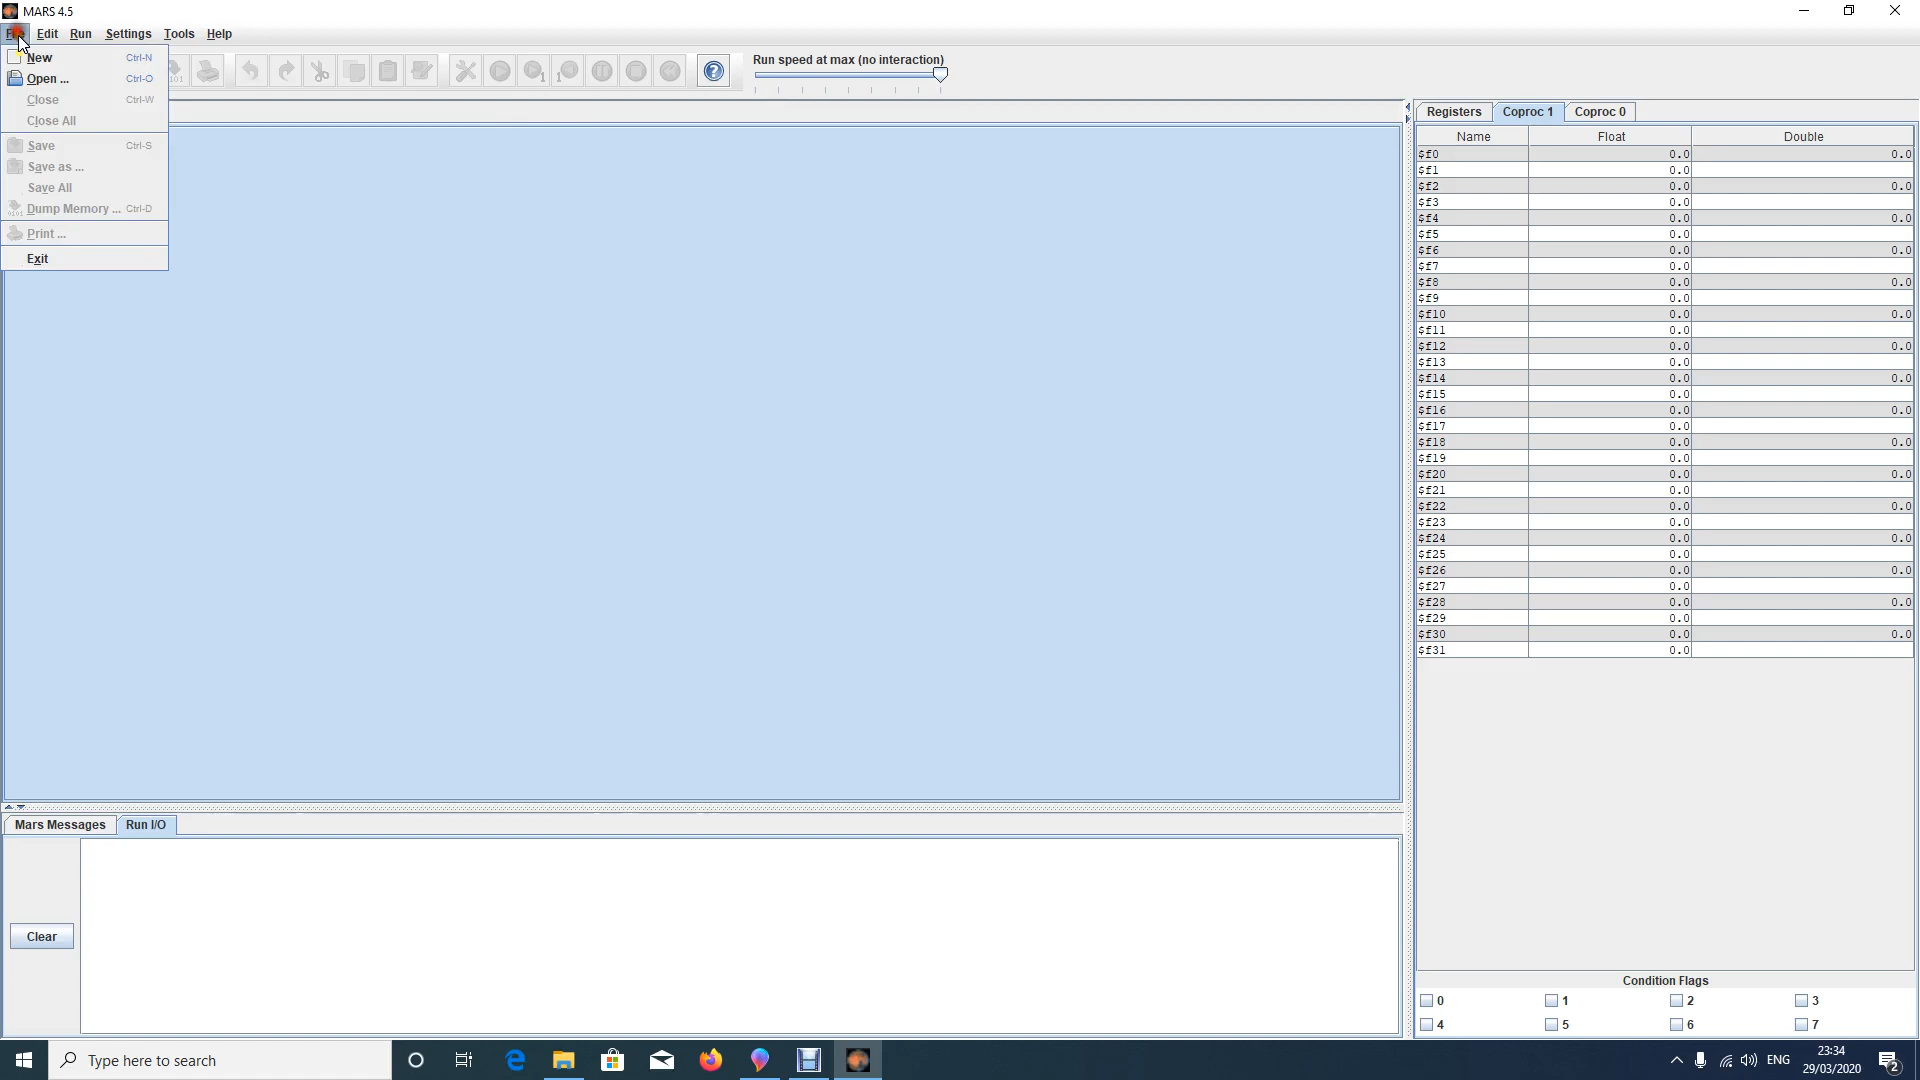 MARS 4.5
Edit Run Settings Tools Help
New Ctrl-N
Open ... Ctrl-O
Close Ctrl-W
Close All
Save Ctrl-S
Save as ...
Save All
Dump Memory ... Ctrl-D
Print ...
Exit
Run speed at max (no interaction)
Registers Coproc 1 Coproc 0
Name Float Double
$f0 0.0 0.0
$f1 0.0
$f2 0.0 0.0
$f3 0.0
$f4 0.0 0.0
$f5 0.0
$f6 0.0 0.0
$f7 0.0
$f8 0.0 0.0
$f9 0.0
$f10 0.0 0.0
$f11 0.0
$f12 0.0 0.0
$f13 0.0
$f14 0.0 0.0
$f15 0.0
$f16 0.0 0.0
$f17 0.0
$f18 0.0 0.0
$f19 0.0
$f20 0.0 0.0
$f21 0.0
$f22 0.0 0.0
$f23 0.0
$f24 0.0 0.0
$f25 0.0
$f26 0.0 0.0
$f27 0.0
$f28 0.0 0.0
$f29 0.0
$f30 0.0 0.0
$f31 0.0
Condition Flags
0 1 2 3
4 5 6 7
Mars Messages Run I/O
Clear
Type here to search
ENG
23:34
29/03/2020
2